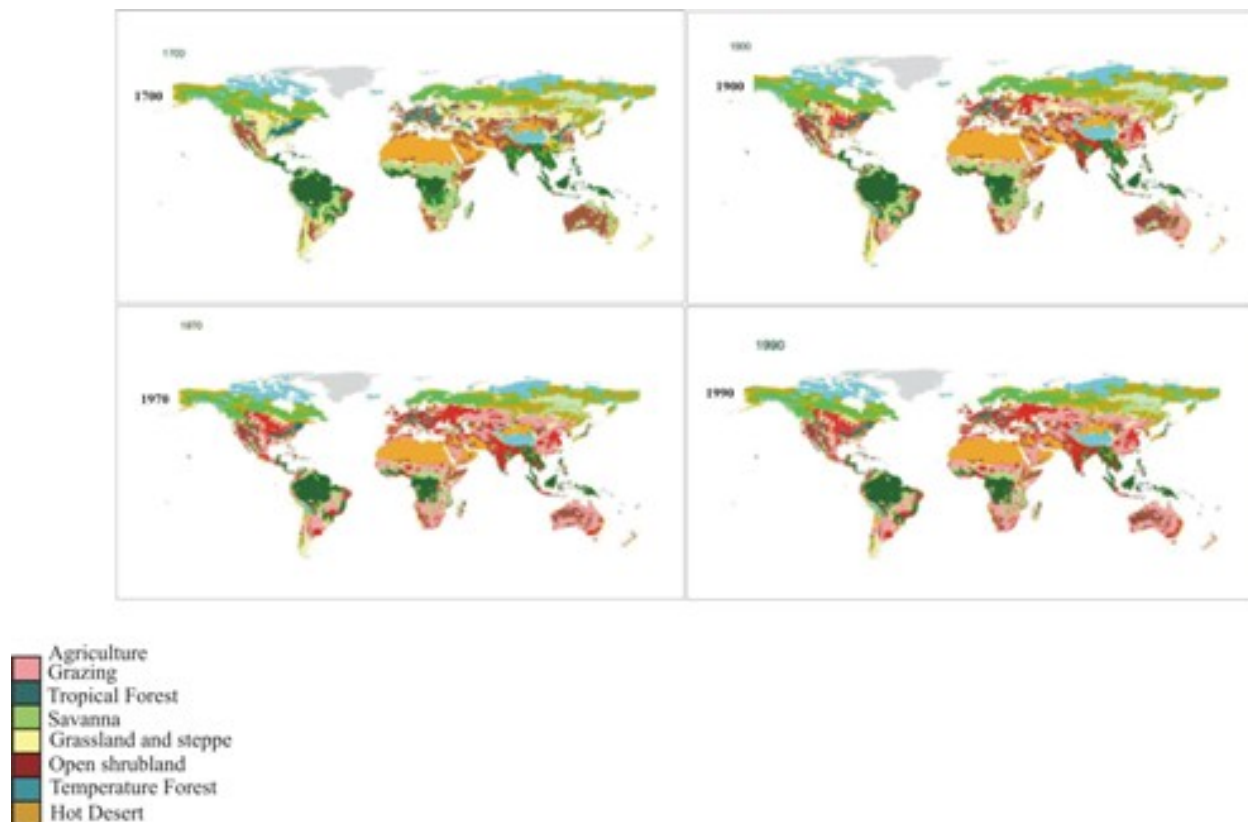 1700
1700
1900
1900
1970
1970
1990
1990
Agriculture
Grazing
Tropical Forest
Savanna
Grassland and steppe
Open shrubland
Temperature Forest
Hot Desert